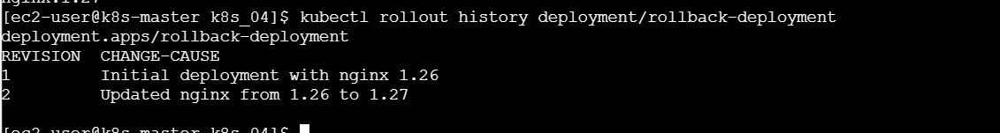 nginx:1.27
[ec2-user@k8s-master k8s_04]$ kubectl rollout history deployment/rollback-deployment
deployment.apps/rollback-deployment
REVISION  CHANGE-CAUSE
1         Initial deployment with nginx 1.26
2         Updated nginx from 1.26 to 1.27
[ec2-user@k8s-master k8s_04]$